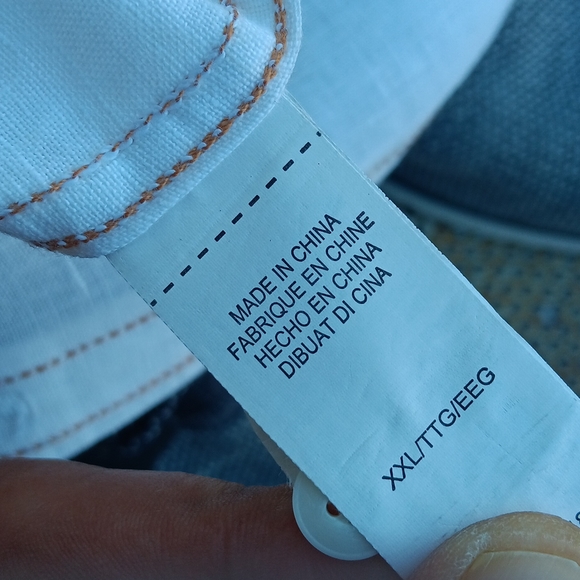 MADE IN CHINA
FABRIQUE EN CHINE
HECHO EN CHINA
DIBUAT DI CINA
XXL/TTG/EEG